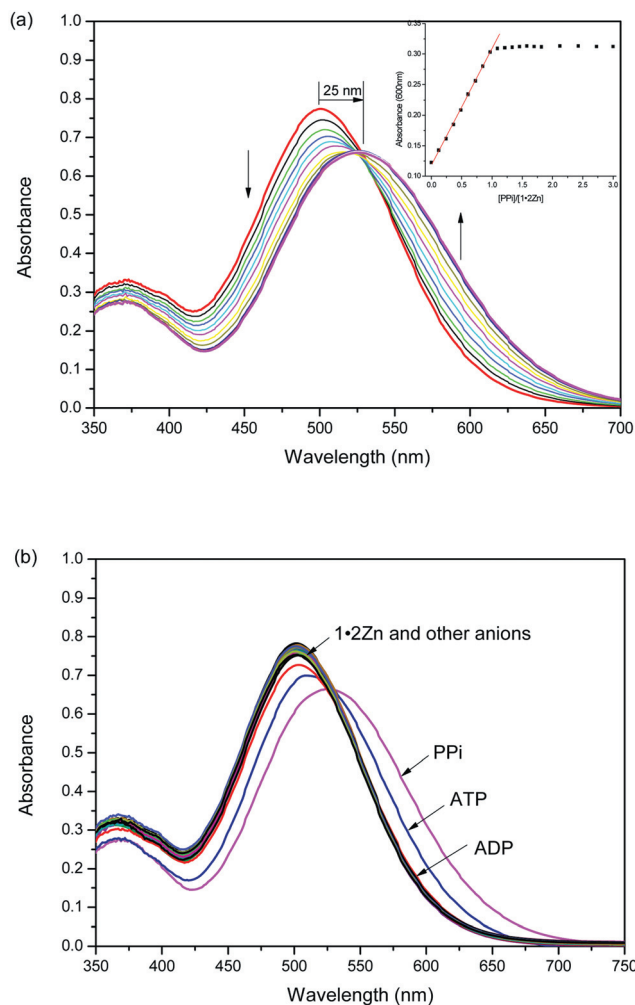 (a)
1.0
0.9
0.8
0.7
0.6
0.5
0.4
0.3
0.2
0.1
0.0
Absorbance
350 400 450 500 550 600 650 700
Wavelength (nm)
25 nm
0.35
0.30
0.25
0.20
0.15
0.10
Absorbance (600nm)
0.0 0.5 1.0 1.5 2.0 2.5 3.0
[PPi]/[1•2Zn]
(b)
1.0
0.9
0.8
0.7
0.6
0.5
0.4
0.3
0.2
0.1
0.0
Absorbance
350 400 450 500 550 600 650 700 750
Wavelength (nm)
1•2Zn and other anions
PPi
ATP
ADP